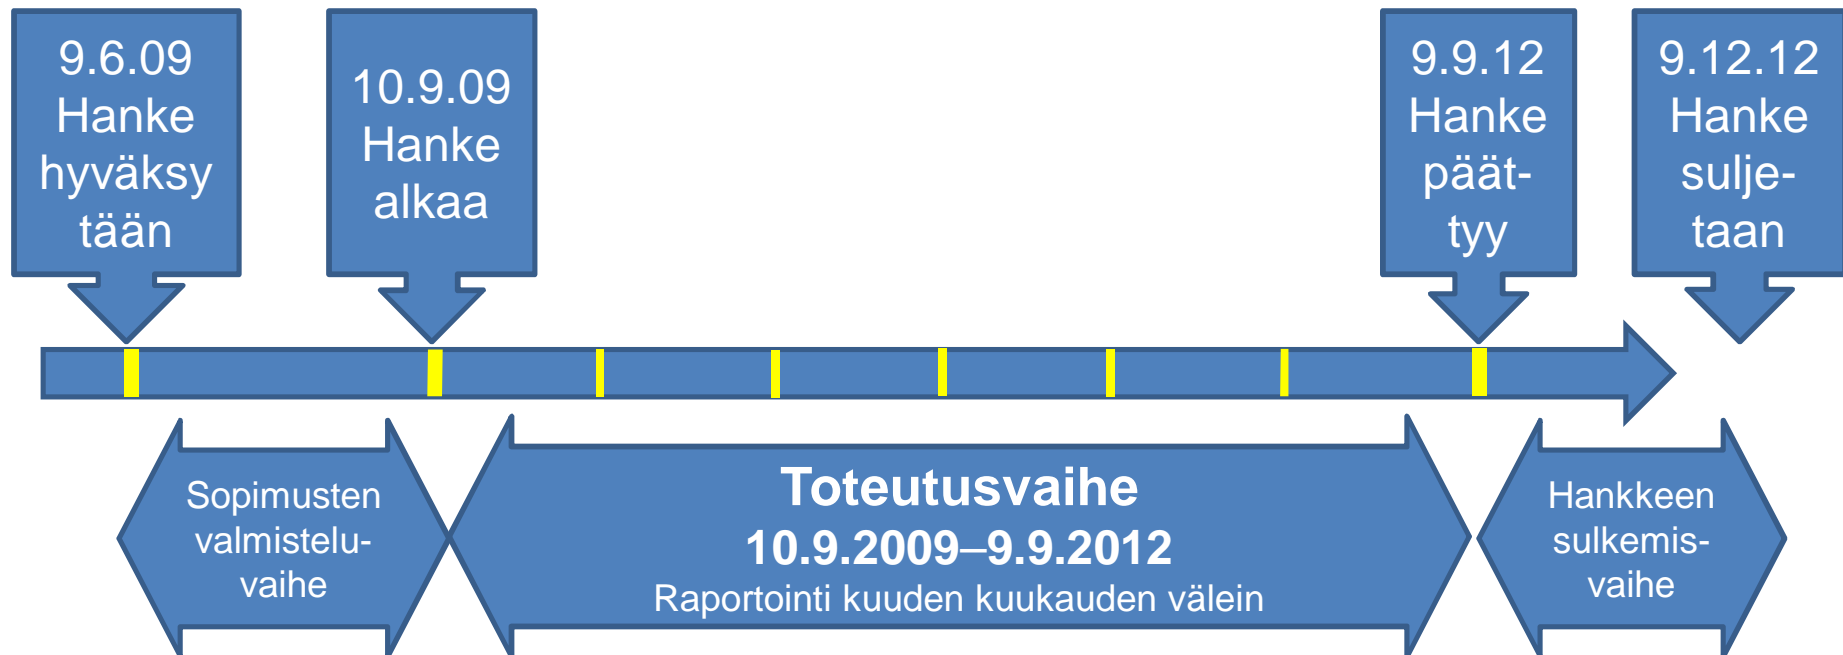 9.6.09
Hanke
hyväksy
tään
10.9.09
Hanke
alkaa
9.9.12
Hanke
päät-
tyy
9.12.12
Hanke
sulje-
taan
Sopimusten
valmistelu-
vaihe
Toteutusvaihe
10.9.2009–9.9.2012
Raportointi kuuden kuukauden välein
Hankkeen
sulkemis-
vaihe